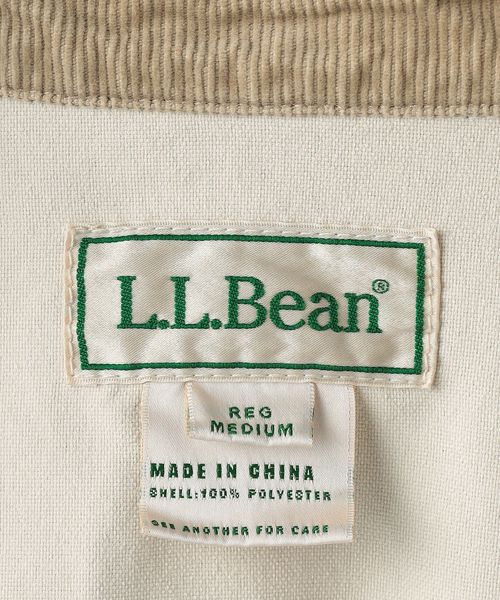 L.L.Bean®
REG
MEDIUM
MADE IN CHINA
SHELL:100% POLYESTER
SEE ANOTHER FOR CARE